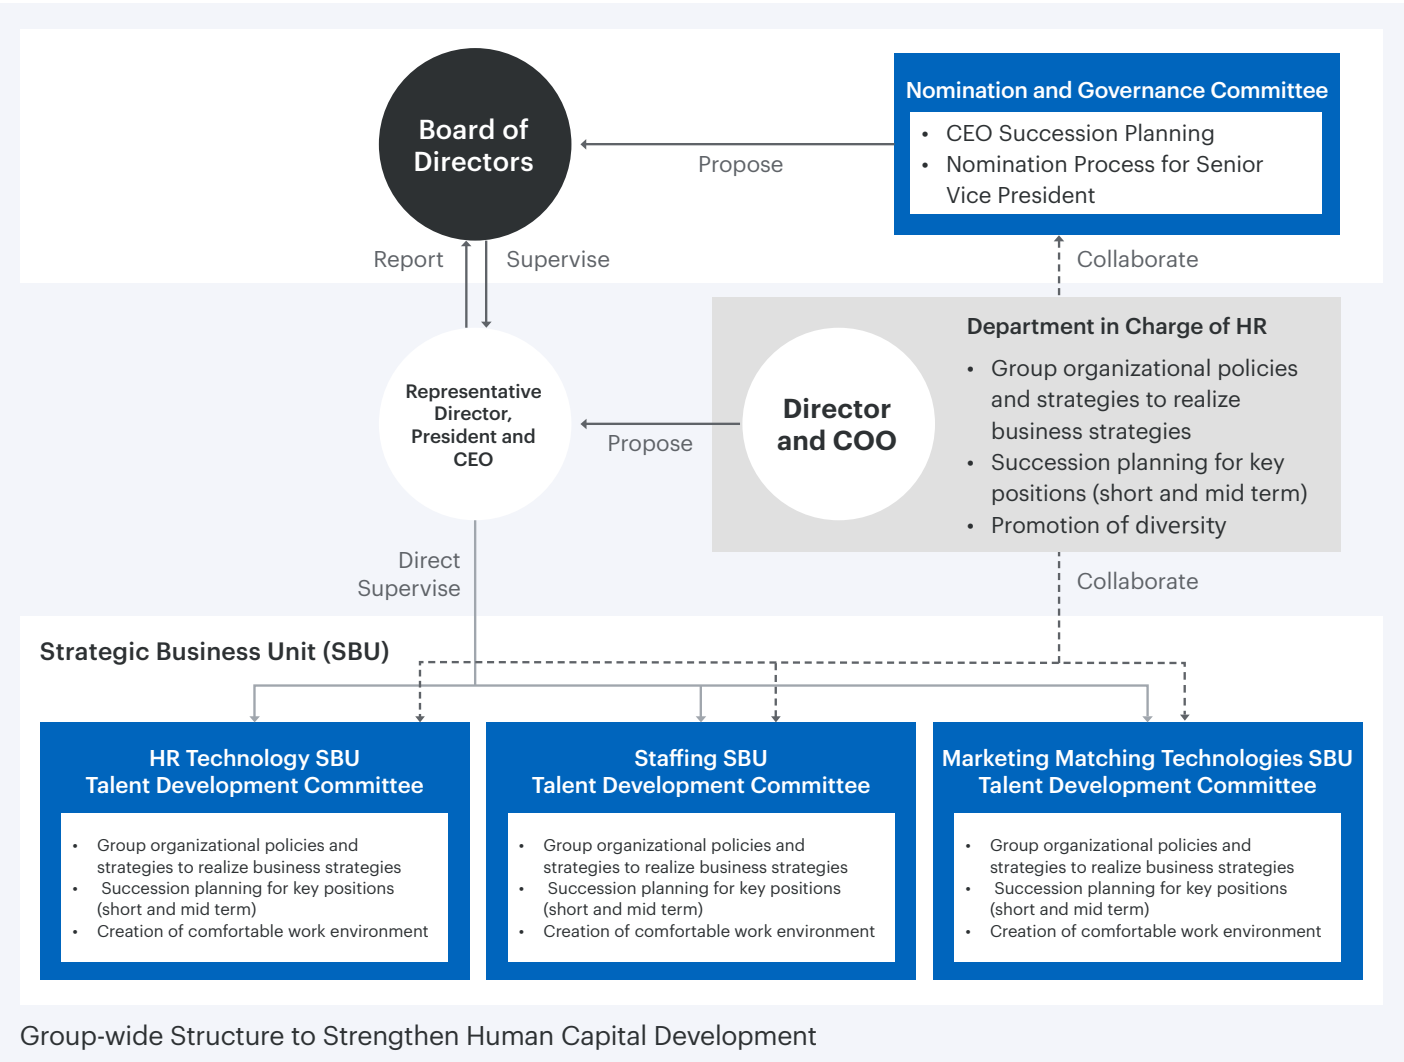 Board of
Directors
Nomination and Governance Committee
• CEO Succession Planning
• Nomination Process for Senior
Vice President
Propose
Report
Supervise
Collaborate
Representative
Director,
President and
CEO
Propose
Director
and COO
Department in Charge of HR
• Group organizational policies
and strategies to realize
business strategies
• Succession planning for key
positions (short and mid term)
• Promotion of diversity
Direct
Supervise
Collaborate
Strategic Business Unit (SBU)
HR Technology SBU
Talent Development Committee
• Group organizational policies and
strategies to realize business strategies
• Succession planning for key positions
(short and mid term)
• Creation of comfortable work environment
Staffing SBU
Talent Development Committee
• Group organizational policies and
strategies to realize business strategies
• Succession planning for key positions
(short and mid term)
• Creation of comfortable work environment
Marketing Matching Technologies SBU
Talent Development Committee
• Group organizational policies and
strategies to realize business strategies
• Succession planning for key positions
(short and mid term)
• Creation of comfortable work environment
Group-wide Structure to Strengthen Human Capital Development